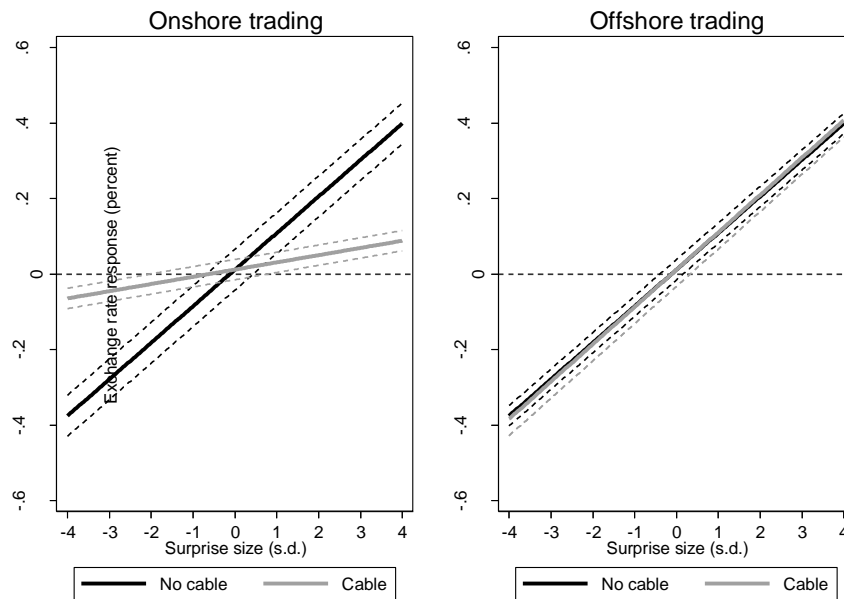 Onshore trading
Exchange rate response (percent)
.6
.4
.2
0
-.2
-.4
-.6
-4 -3 -2 -1 0 1 2 3 4
Surprise size (s.d.)
No cable Cable
Offshore trading
.6
.4
.2
0
-.2
-.4
-.6
-4 -3 -2 -1 0 1 2 3 4
Surprise size (s.d.)
No cable Cable